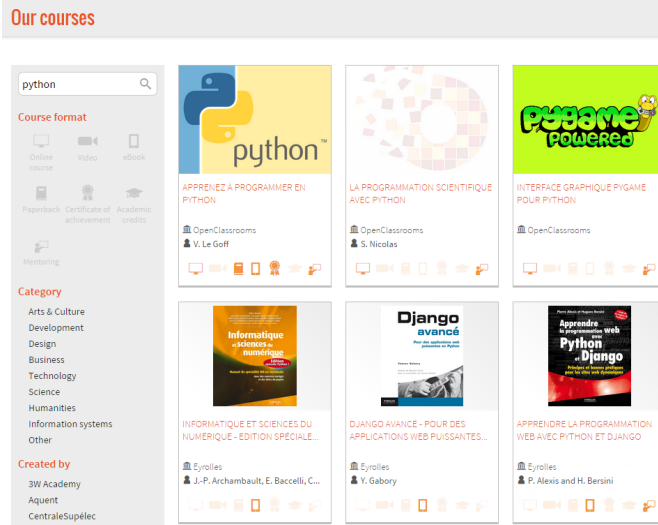 Our courses
python
Course format
Online course
Video
eBook
Paperback
Certificate of achievement
Academic credits
Mentoring
Category
Arts & Culture
Development
Design
Business
Technology
Science
Humanities
Information systems
Other
Created by
3W Academy
Aquent
CentraleSupélec
python™
APPRENEZ À PROGRAMMER EN
PYTHON
OpenClassrooms
V. Le Goff
LA PROGRAMMATION SCIENTIFIQUE
AVEC PYTHON
OpenClassrooms
S. Nicolas
pygame
powered
INTERFACE GRAPHIQUE PYGAME
POUR PYTHON
OpenClassrooms
Informatique
et sciences du
numérique
INFORMATIQUE ET SCIENCES DU
NUMÉRIQUE - EDITION SPÉCIALE...
Eyrolles
J.-P. Archambault, E. Baccelli, C...
Django
avancé
Pour des applications web
puissantes en Python
Yohann Gabory
DJANGO AVANCÉ - POUR DES
APPLICATIONS WEB PUISSANTES...
Eyrolles
Y. Gabory
Pierre Alexis et Hugues Bersini
Apprendre
la programmation web
avec
Python
et Django
Principes et bonnes pratiques
pour les sites web dynamiques
APPRENDRE LA PROGRAMMATION
WEB AVEC PYTHON ET DJANGO
Eyrolles
P. Alexis and H. Bersini